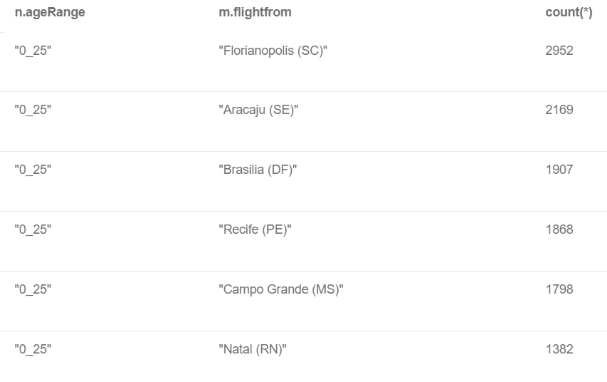 n.ageRange m.flightfrom count(*)
"0_25" "Florianopolis (SC)" 2952
"0_25" "Aracaju (SE)" 2169
"0_25" "Brasilia (DF)" 1907
"0_25" "Recife (PE)" 1868
"0_25" "Campo Grande (MS)" 1798
"0_25" "Natal (RN)" 1382